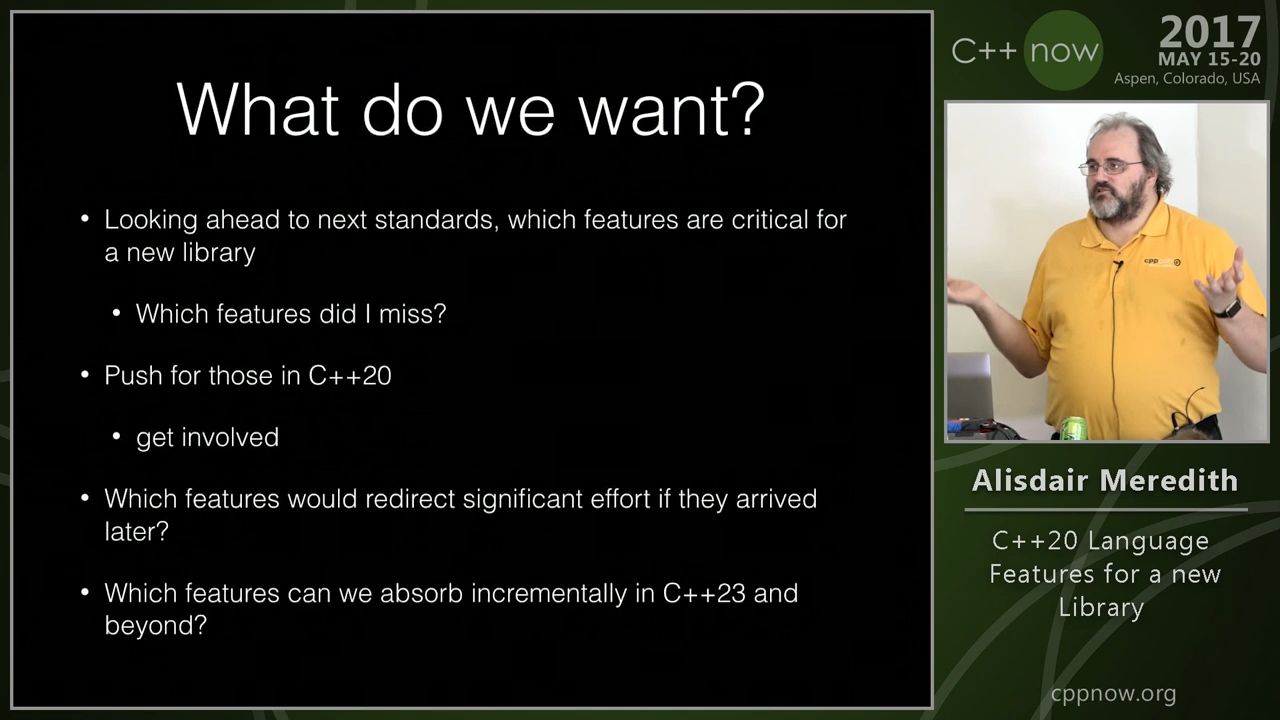 What do we want?
• Looking ahead to next standards, which features are critical for
a new library
• Which features did I miss?
• Push for those in C++20
• get involved
• Which features would redirect significant effort if they arrived
later?
• Which features can we absorb incrementally in C++23 and
beyond?
C++ now
2017
MAY 15-20
Aspen, Colorado, USA
cpp
Alisdair Meredith
C++20 Language
Features for a new
Library
cppnow.org